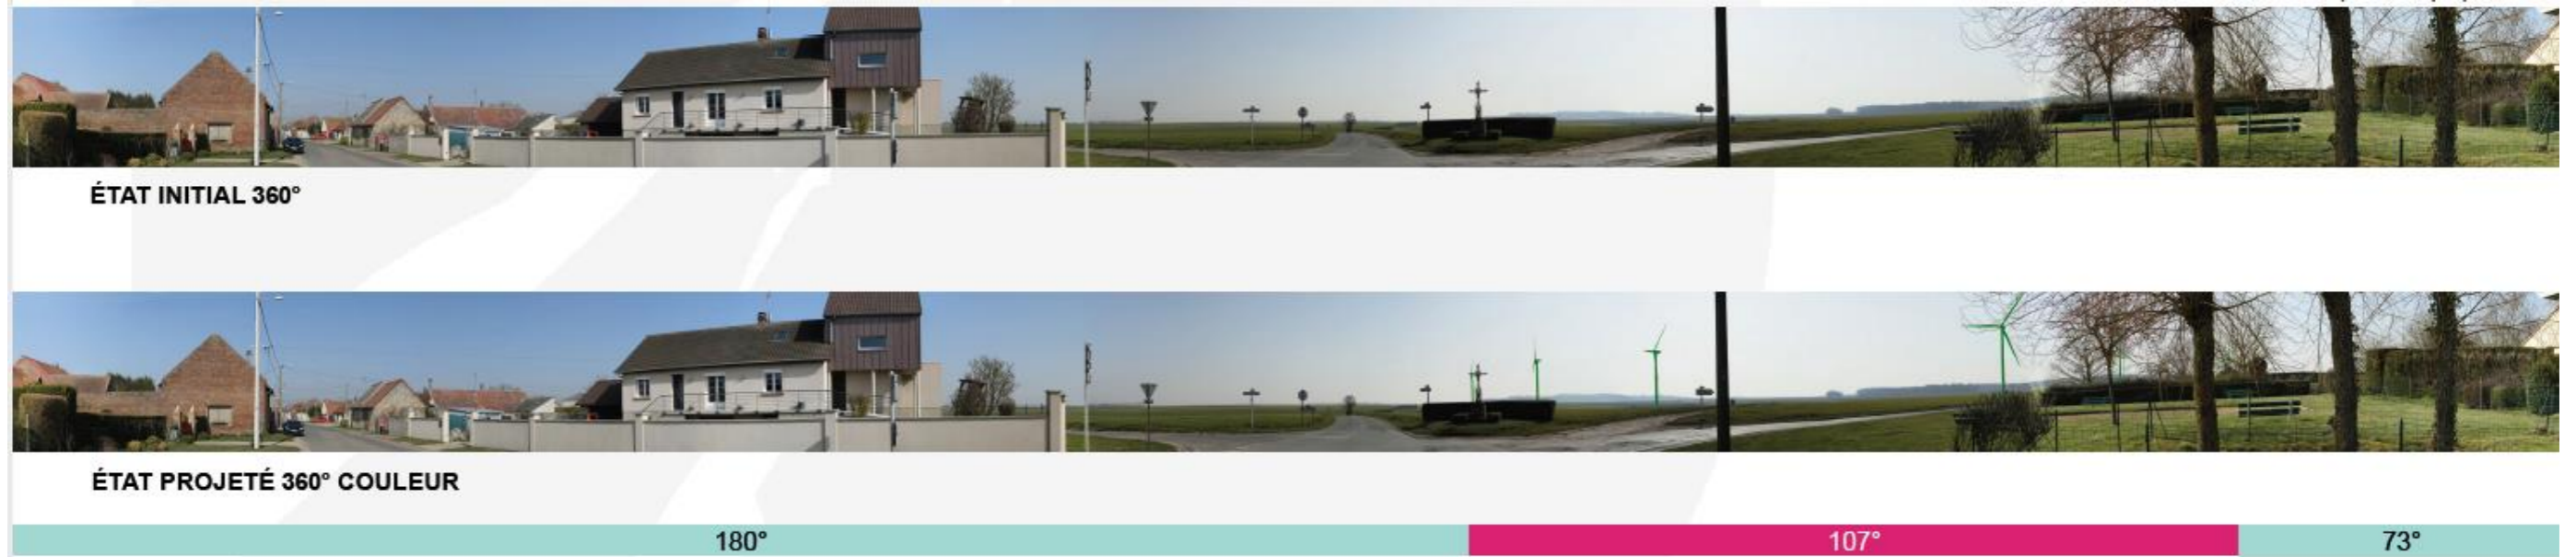 ÉTAT INITIAL 360°
ÉTAT PROJETÉ 360° COULEUR
180°
107°
73°